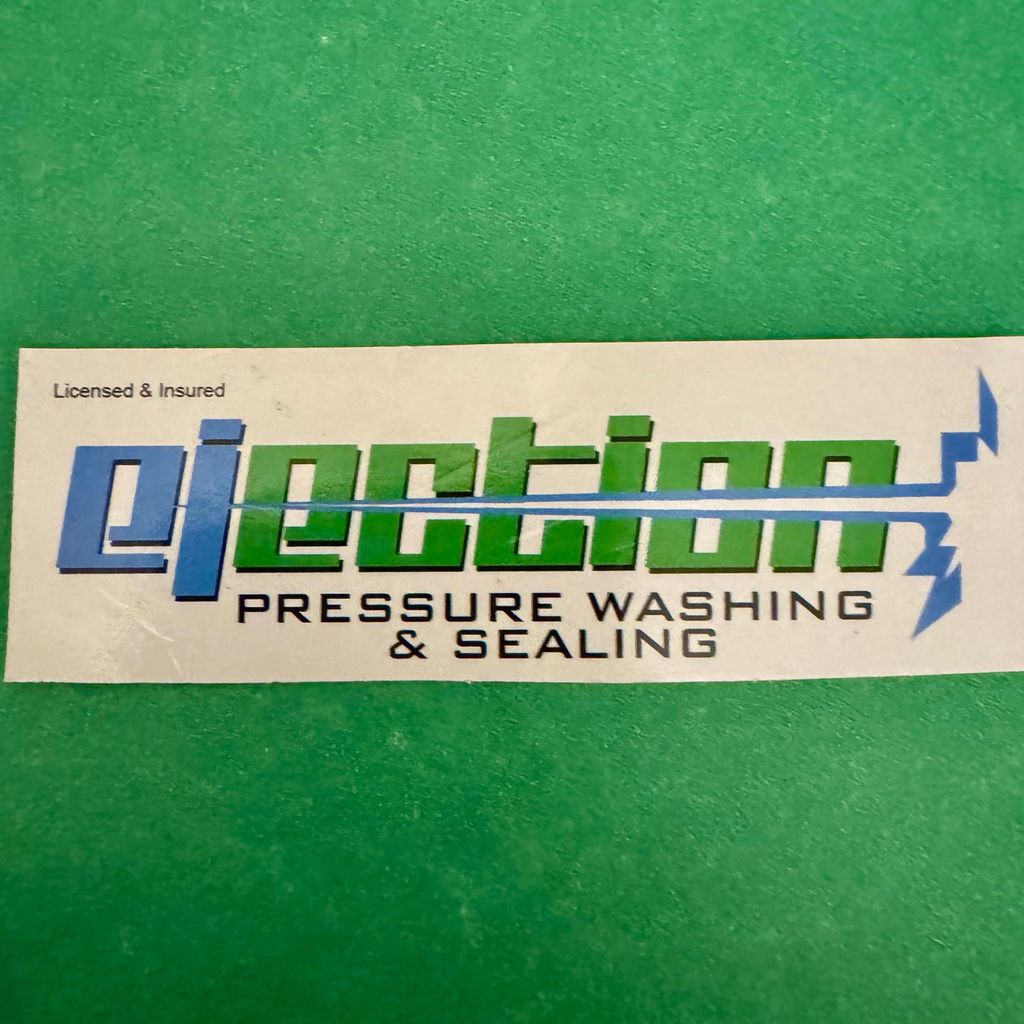 Licensed & Insured
ejection
PRESSURE WASHING
& SEALING